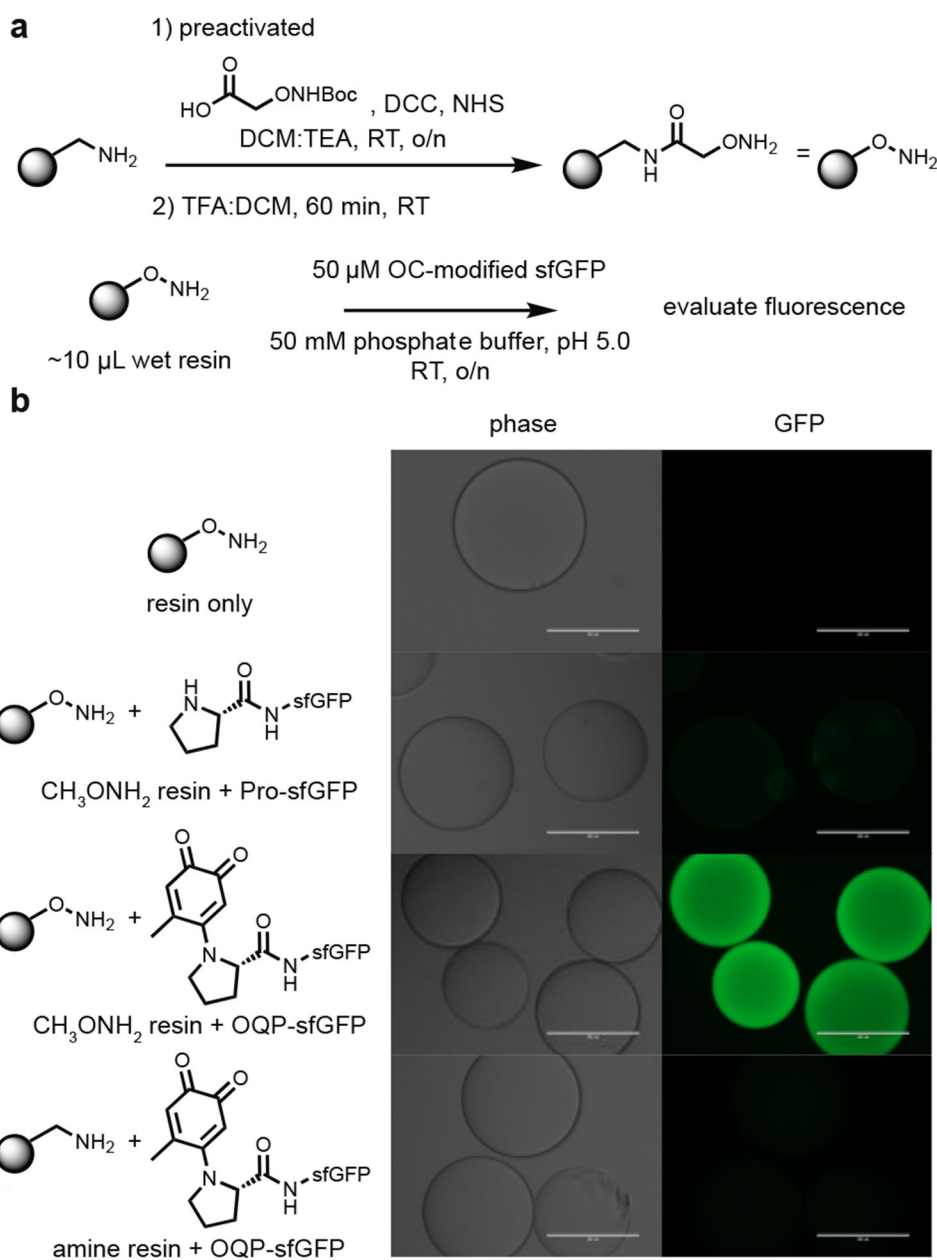 a
1) preactivated
O
HO
ONHBoc , DCC, NHS
DCM:TEA, RT, o/n
NH2
2) TFA:DCM, 60 min, RT
O
N
H
ONH2
=
O
NH2
O
NH2
~10 µL wet resin
50 µM OC-modified sfGFP
50 mM phosphate buffer, pH 5.0
RT, o/n
evaluate fluorescence
b
phase
GFP
O
NH2
resin only
O
NH2 +
H
N
O
N
H
sfGFP
CH3ONH2 resin + Pro-sfGFP
O
NH2 +
O
O
N
O
N
H
sfGFP
CH3ONH2 resin + OQP-sfGFP
NH2 +
O
O
N
O
N
H
sfGFP
amine resin + OQP-sfGFP